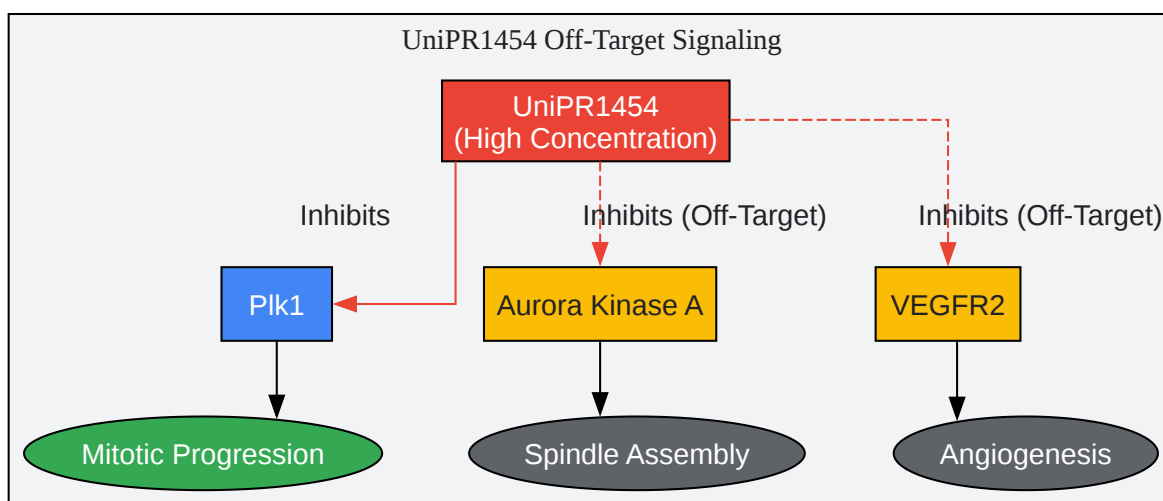 UniPR1454 Off-Target Signaling
UniPR1454
(High Concentration)
Inhibits
Inhibits (Off-Target)
Inhibits (Off-Target)
Plk1
Aurora Kinase A
VEGFR2
Mitotic Progression
Spindle Assembly
Angiogenesis